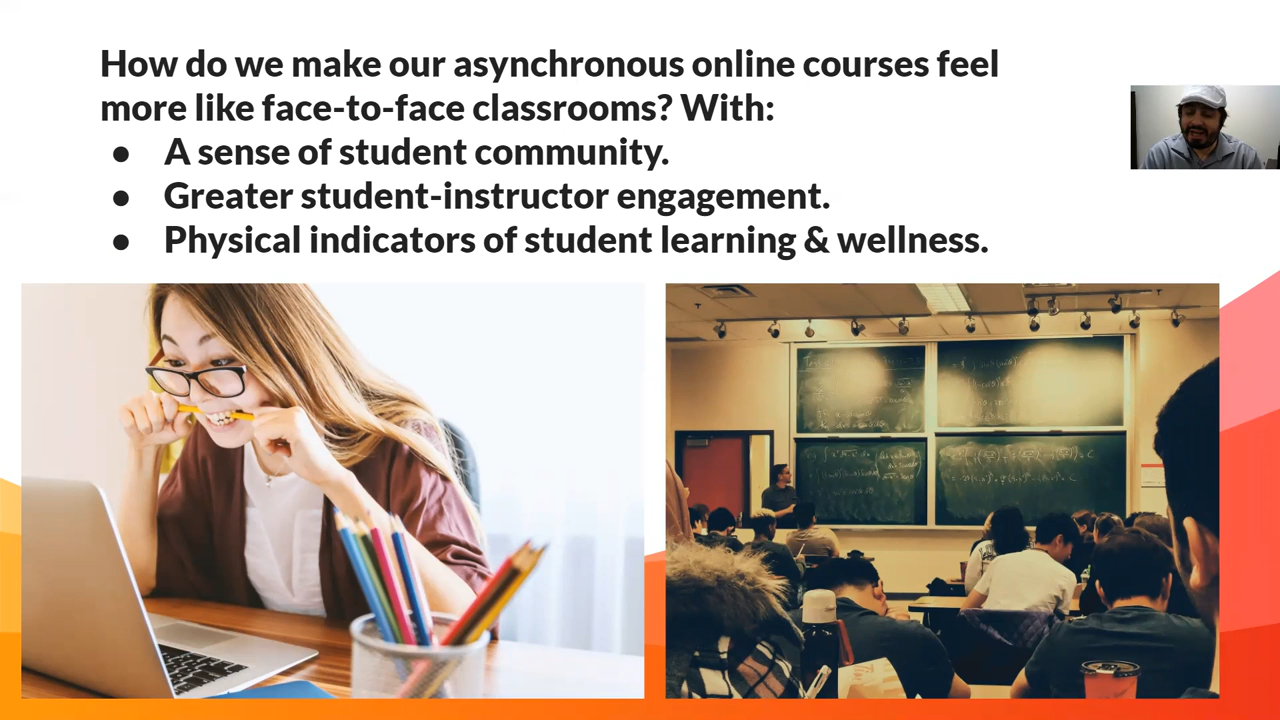 How do we make our asynchronous online courses feel
more like face-to-face classrooms? With:
● A sense of student community.
● Greater student-instructor engagement.
● Physical indicators of student learning & wellness.